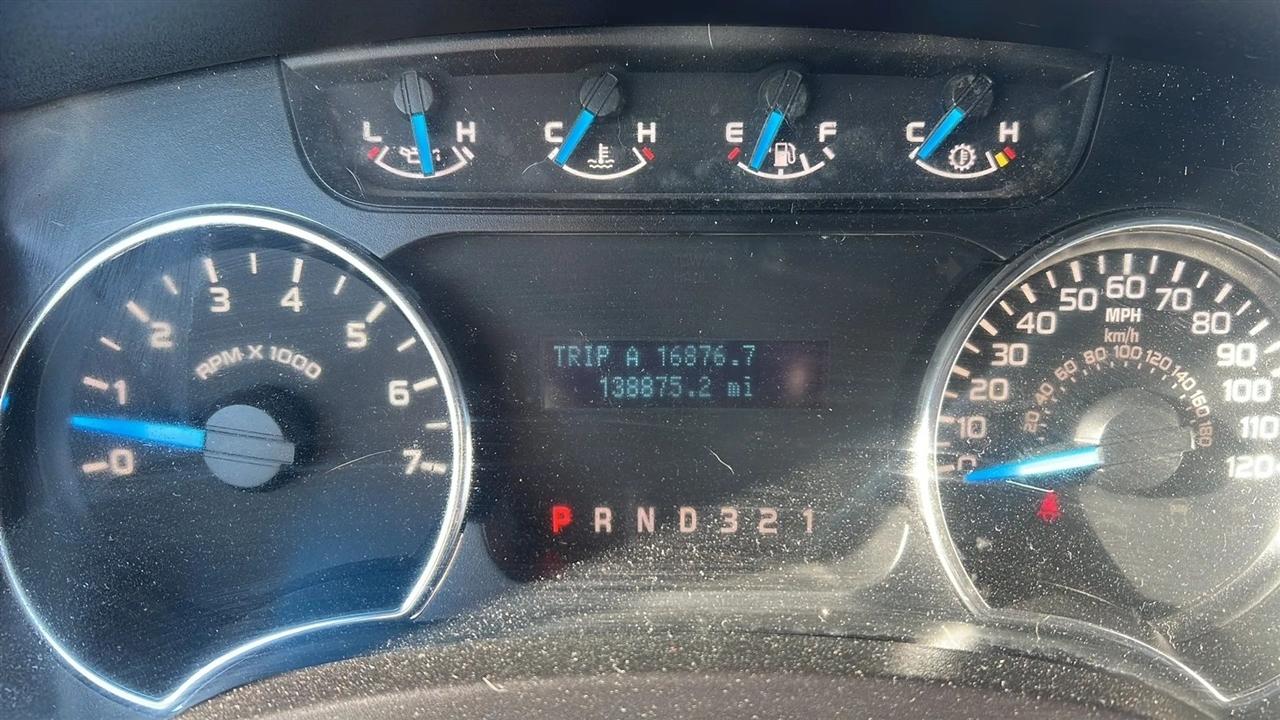 L H C H E F C H
TRIP A 16876.7
138875.2 mi
P R N D 3 2 1
0 1 2 3 4 5 6 7
RPM X 1000
0 10 20 30 40 50 60 70 80 90 100 110 120
MPH
km/h
20 40 60 80 100 120 140 160 180